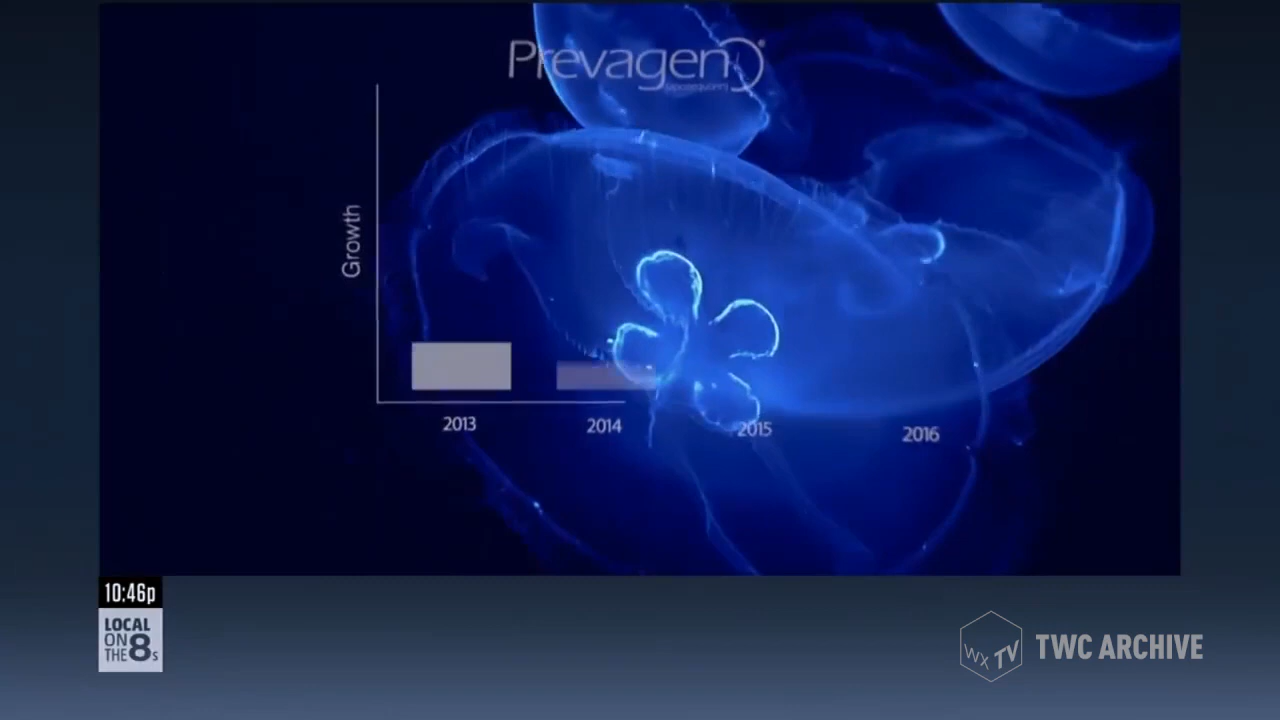 Prevagen®
Growth
2013 2014 2015 2016
10:46p
LOCAL
ON
THE 8s
WX TV TWC ARCHIVE